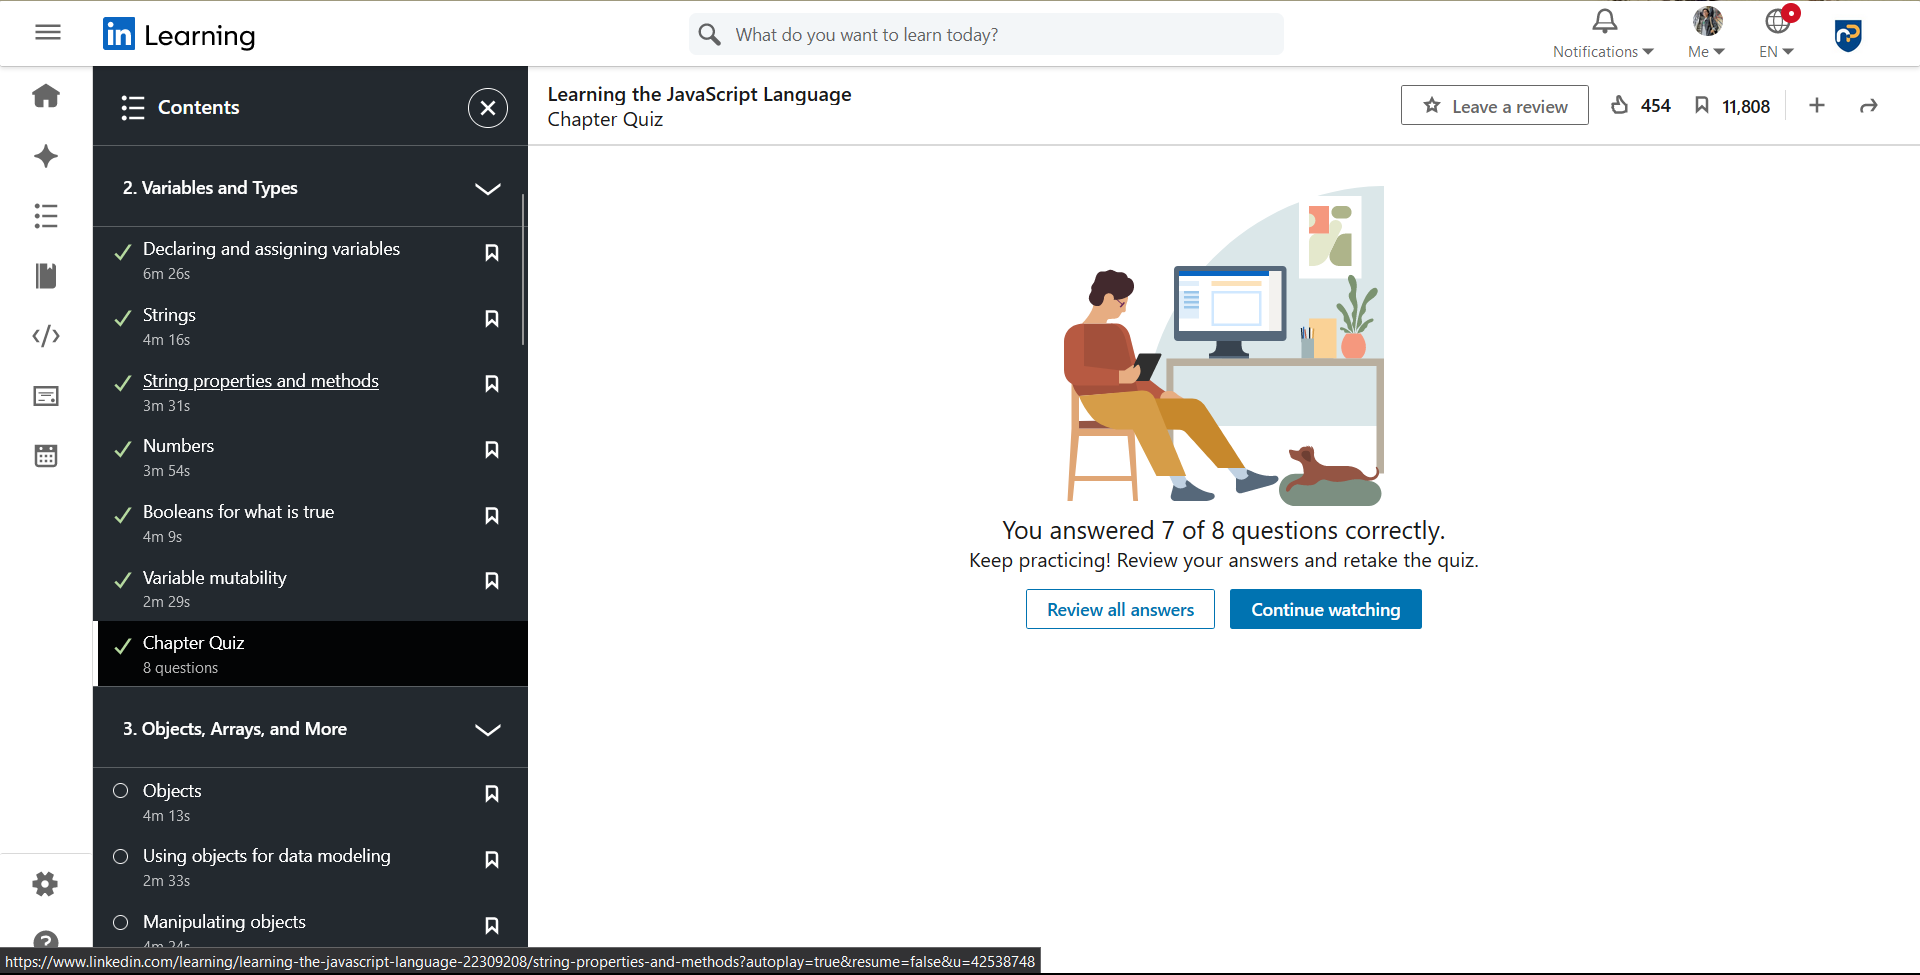 in Learning
What do you want to learn today?
Notifications
Me
EN
Contents
2. Variables and Types
Declaring and assigning variables
6m 26s
Strings
4m 16s
String properties and methods
3m 31s
Numbers
3m 54s
Booleans for what is true
4m 9s
Variable mutability
2m 29s
Chapter Quiz
8 questions
3. Objects, Arrays, and More
Objects
4m 13s
Using objects for data modeling
2m 33s
Manipulating objects
4m 24s
Learning the JavaScript Language
Chapter Quiz
Leave a review
454
11,808
You answered 7 of 8 questions correctly.
Keep practicing! Review your answers and retake the quiz.
Review all answers
Continue watching
https://www.linkedin.com/learning/learning-the-javascript-language-22309208/string-properties-and-methods?autoplay=true&resume=false&u=42538748